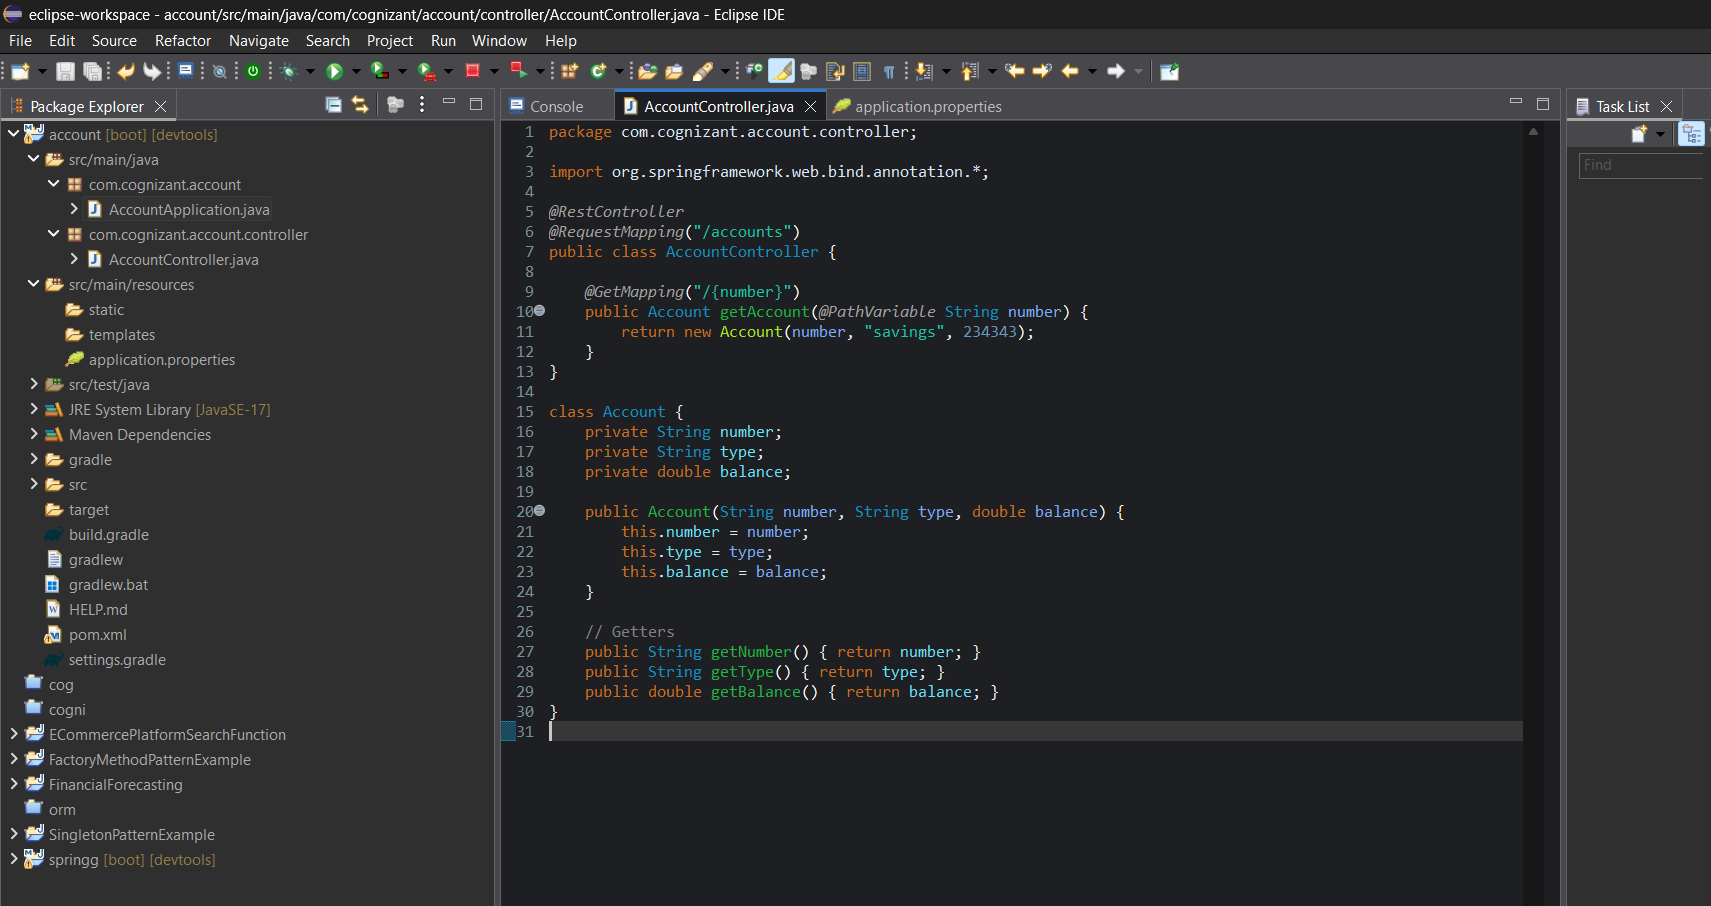 eclipse-workspace - account/src/main/java/com/cognizant/account/controller/AccountController.java - Eclipse IDE
File Edit Source Refactor Navigate Search Project Run Window Help
Package Explorer
account [boot] [devtools]
src/main/java
com.cognizant.account
AccountApplication.java
com.cognizant.account.controller
AccountController.java
src/main/resources
static
templates
application.properties
src/test/java
JRE System Library [JavaSE-17]
Maven Dependencies
gradle
src
target
build.gradle
gradlew
gradlew.bat
HELP.md
pom.xml
settings.gradle
cog
cogni
ECommercePlatformSearchFunction
FactoryMethodPatternExample
FinancialForecasting
orm
SingletonPatternExample
springg [boot] [devtools]
Console AccountController.java application.properties
1 package com.cognizant.account.controller;
2
3 import org.springframework.web.bind.annotation.*;
4
5 @RestController
6 @RequestMapping("/accounts")
7 public class AccountController {
8
9     @GetMapping("/{number}")
10     public Account getAccount(@PathVariable String number) {
11         return new Account(number, "savings", 234343);
12     }
13 }
14
15 class Account {
16     private String number;
17     private String type;
18     private double balance;
19
20     public Account(String number, String type, double balance) {
21         this.number = number;
22         this.type = type;
23         this.balance = balance;
24     }
25
26     // Getters
27     public String getNumber() { return number; }
28     public String getType() { return type; }
29     public double getBalance() { return balance; }
30 }
31
Task List
Find